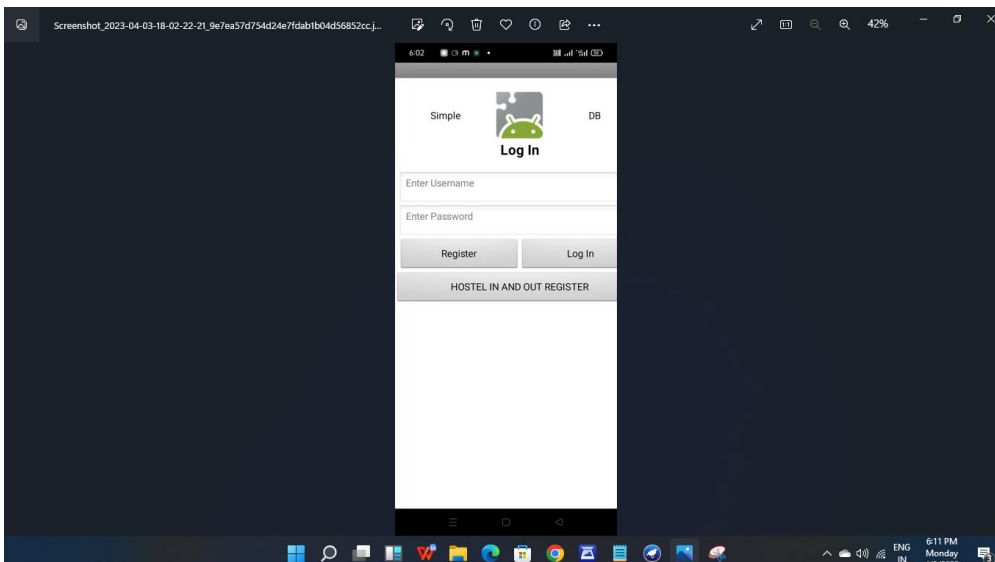 Screenshot_2023-04-03-18-02-22-21_9e7ea57d754d24e7fdab1b04d56852cc.j...
42%
6:02
Simple
DB
Log In
Enter Username
Enter Password
Register
Log In
HOSTEL IN AND OUT REGISTER
ENG
IN
6:11 PM
Monday